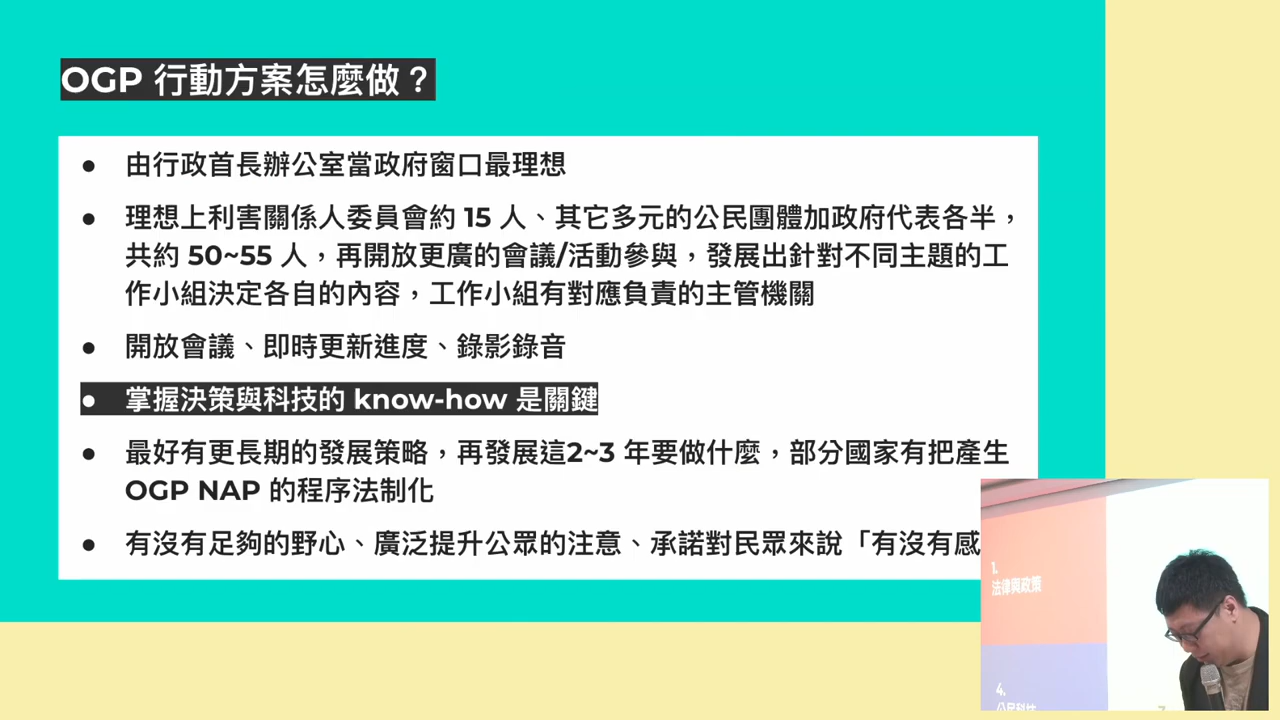 OGP 行動方案怎麼做？
● 由行政首長辦公室當政府窗口最理想
● 理想上利害關係人委員會約 15 人、其它多元的公民團體加政府代表各半，
共約 50~55 人，再開放更廣的會議/活動參與，發展出針對不同主題的工
作小組決定各自的內容，工作小組有對應負責的主管機關
● 開放會議、即時更新進度、錄影錄音
● 掌握決策與科技的 know-how 是關鍵
● 最好有更長期的發展策略，再發展這2~3 年要做什麼，部分國家有把產生
OGP NAP 的程序法制化
● 有沒有足夠的野心、廣泛提升公眾的注意、承諾對民眾來說「有沒有感
1.
法律與政策
4.
公民科技